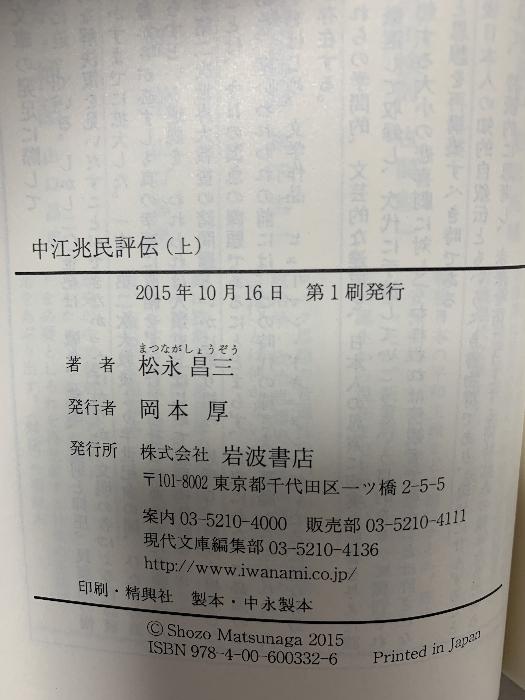 中江兆民評伝（上）
2015年10月16日　第1刷発行
まつながしょうぞう
著　者　松永昌三
発行者　岡本　厚
発行所　株式会社　岩波書店
〒101-8002 東京都千代田区一ツ橋 2-5-5
案内 03-5210-4000　販売部 03-5210-4111
現代文庫編集部 03-5210-4136
http://www.iwanami.co.jp/
印刷・精興社　製本・中永製本
© Shozo Matsunaga 2015
ISBN 978-4-00-600332-6　Printed in Japan